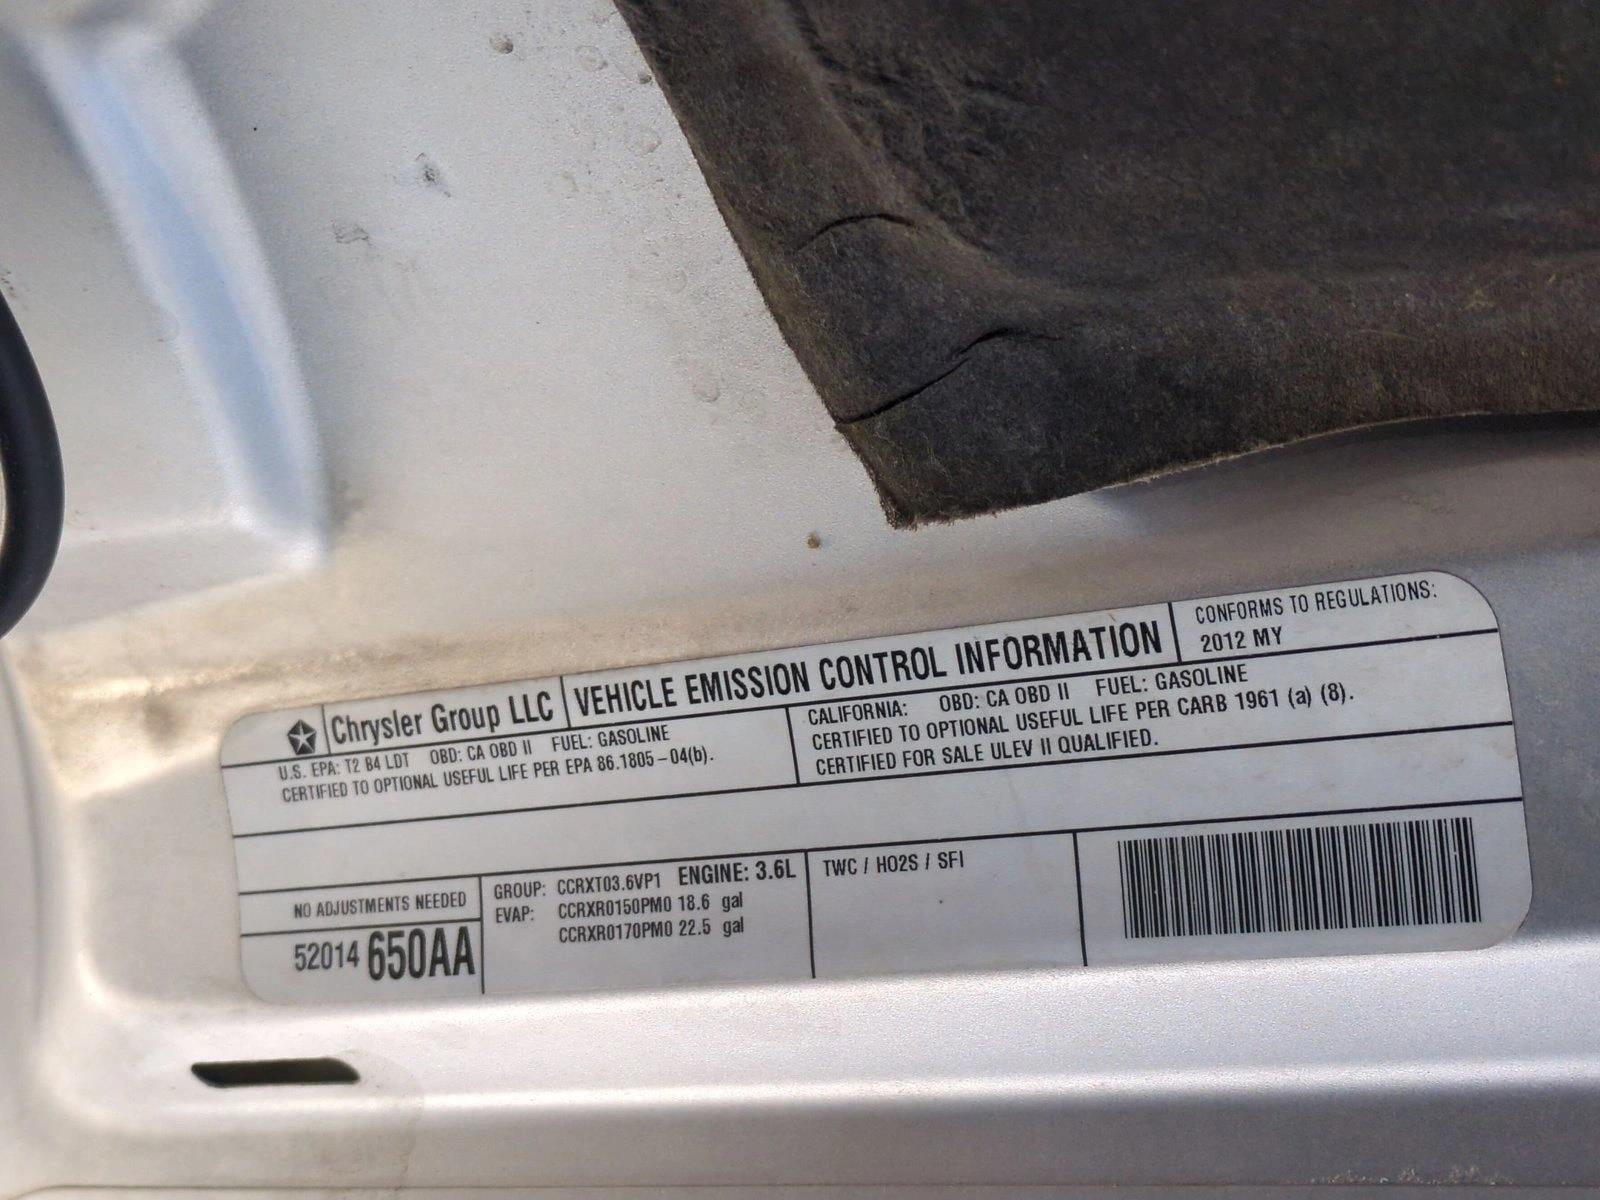 Chrysler Group LLC
VEHICLE EMISSION CONTROL INFORMATION
CONFORMS TO REGULATIONS:
2012 MY
U.S. EPA: T2 B4 LDT OBD: CA OBD II FUEL: GASOLINE
CERTIFIED TO OPTIONAL USEFUL LIFE PER EPA 86.1805-04(b).
CALIFORNIA: OBD: CA OBD II FUEL: GASOLINE
CERTIFIED TO OPTIONAL USEFUL LIFE PER CARB 1961 (a) (8).
CERTIFIED FOR SALE ULEV II QUALIFIED.
NO ADJUSTMENTS NEEDED
52014 650AA
GROUP: CCRXT03.6VP1 ENGINE: 3.6L
EVAP: CCRXR0150PM0 18.6 gal
CCRXR0170PM0 22.5 gal
TWC / HO2S / SFI